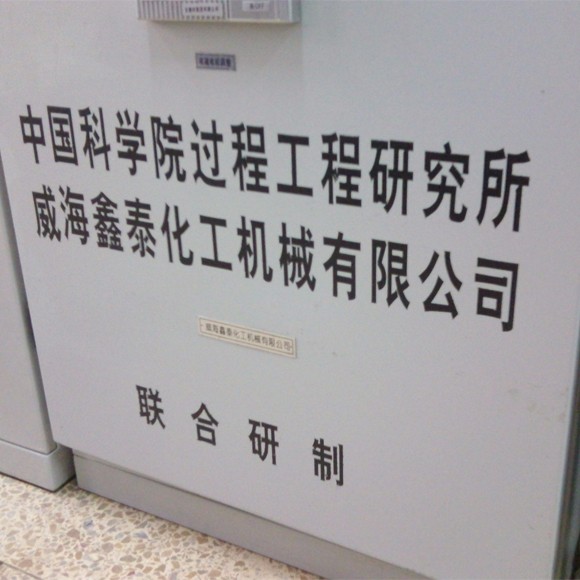 中国科学院过程工程研究所
威海鑫泰化工机械有限公司
威海鑫泰化工机械有限公司
联合研制